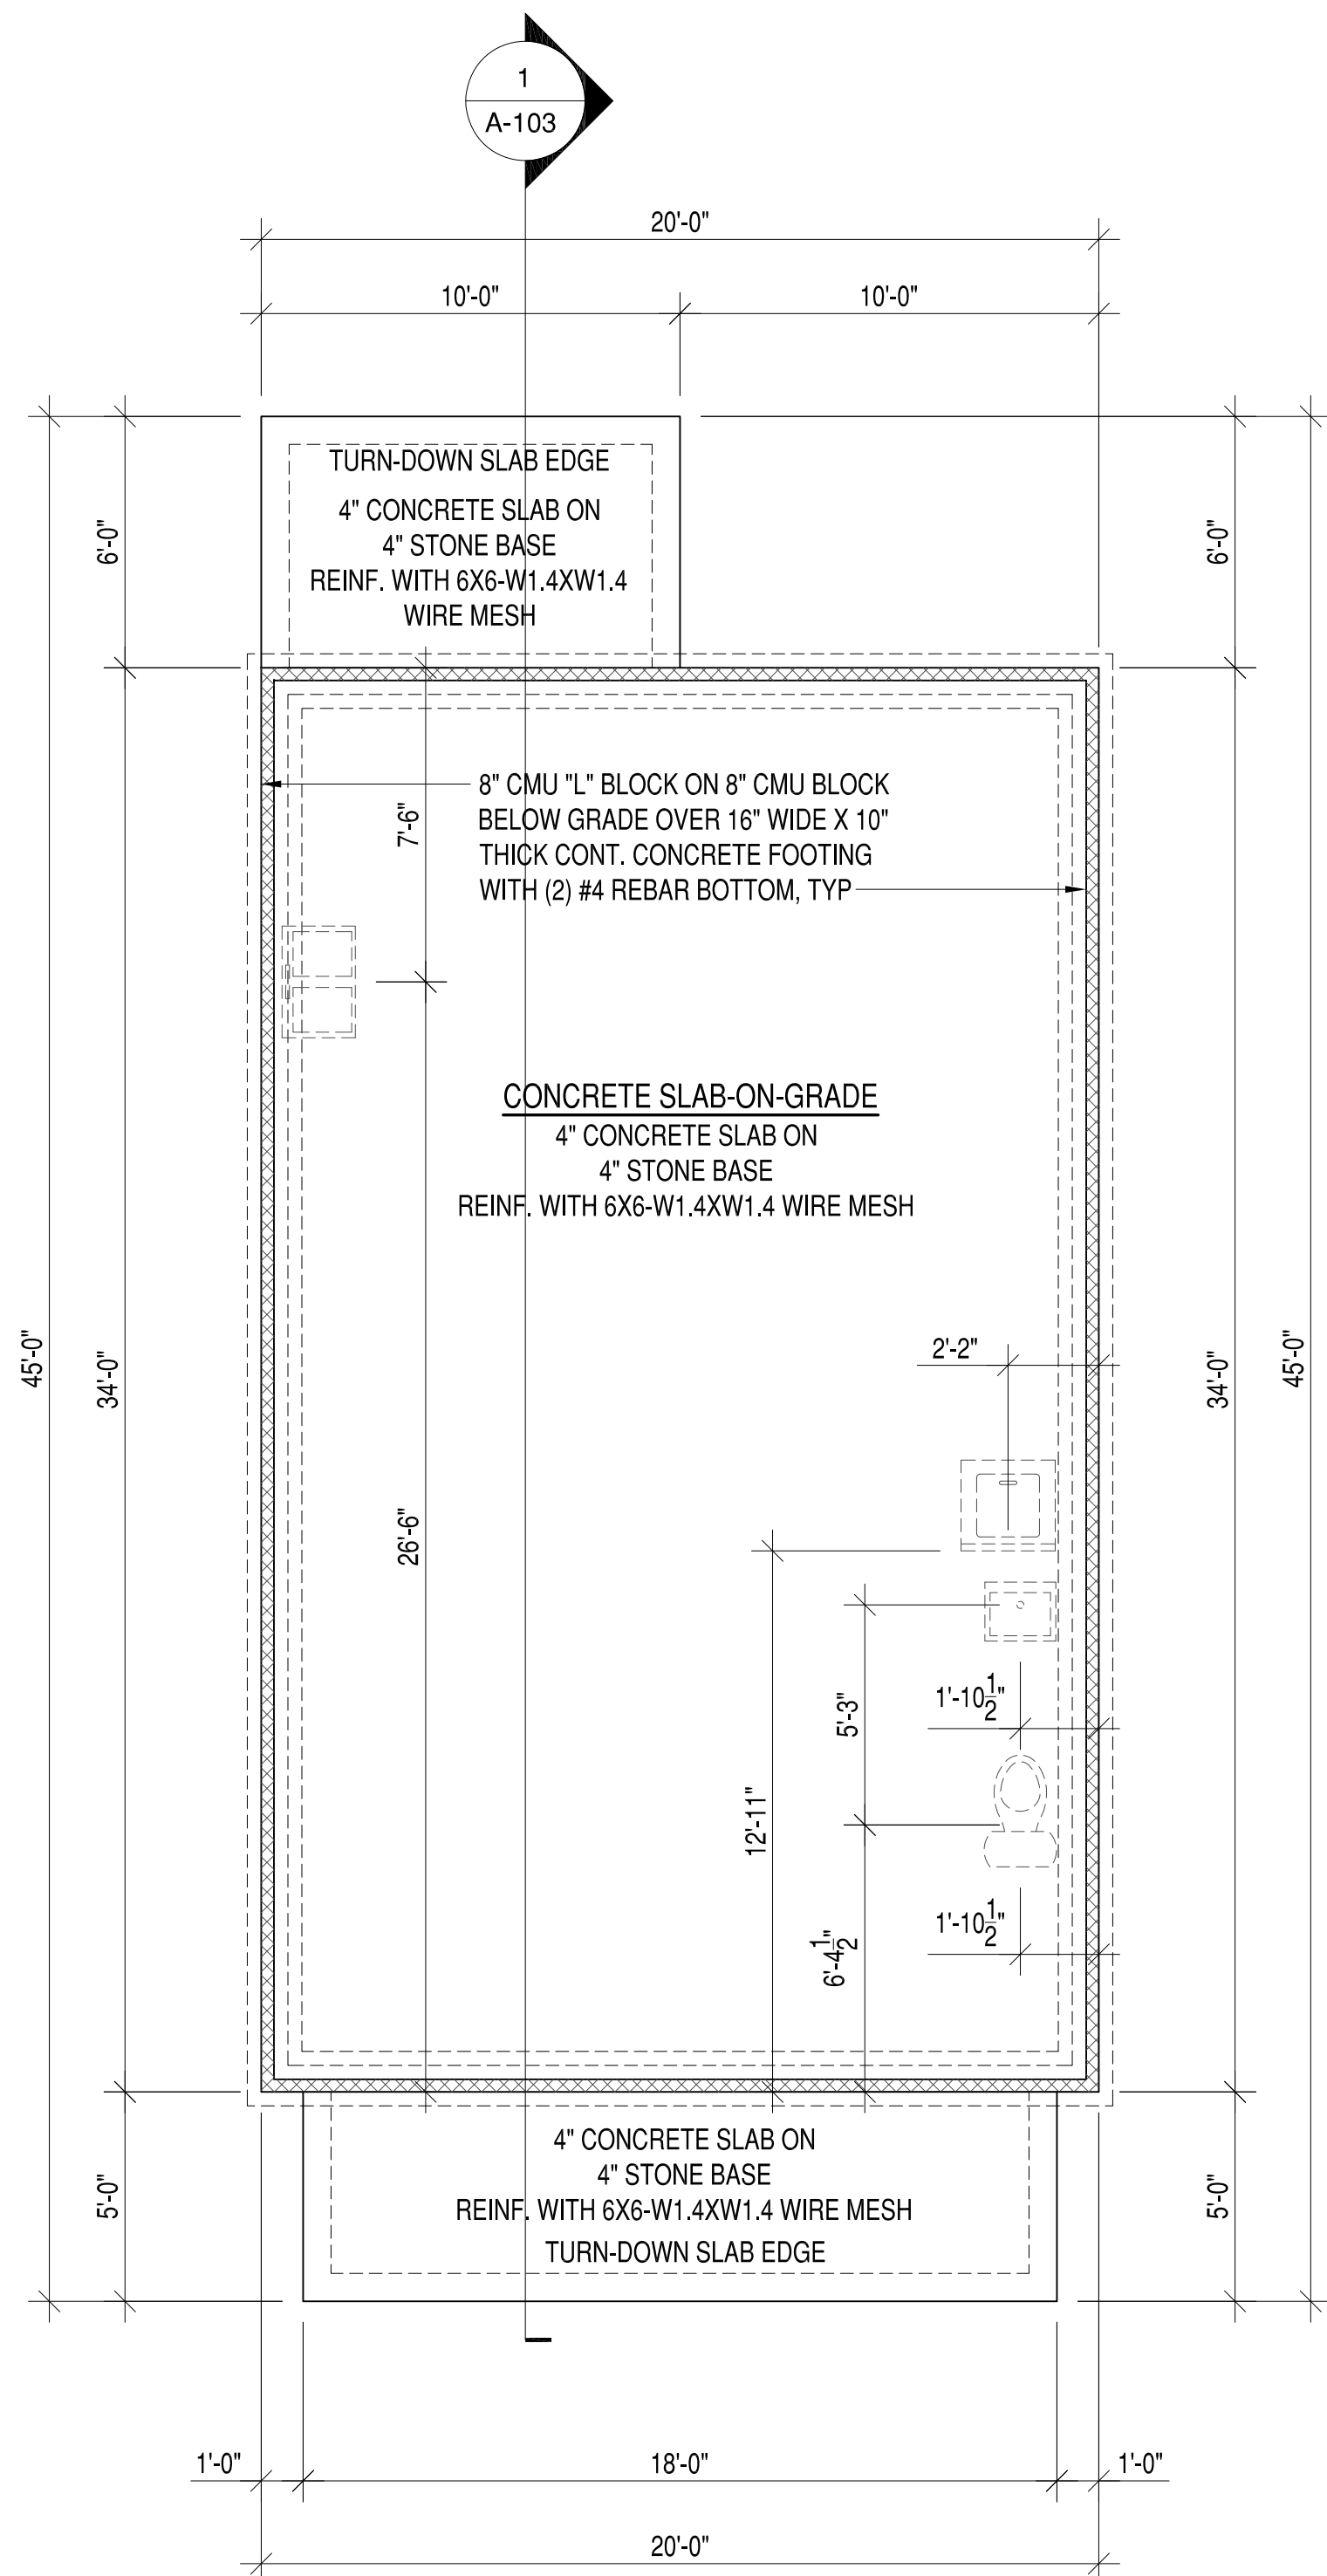 1
A-103
20'-0"
10'-0"
10'-0"
TURN-DOWN SLAB EDGE
4" CONCRETE SLAB ON
4" STONE BASE
REINF. WITH 6X6-W1.4XW1.4
WIRE MESH
6'-0"
6'-0"
8" CMU "L" BLOCK ON 8" CMU BLOCK
BELOW GRADE OVER 16" WIDE X 10"
THICK CONT. CONCRETE FOOTING
WITH (2) #4 REBAR BOTTOM, TYP
7'-6"
CONCRETE SLAB-ON-GRADE
4" CONCRETE SLAB ON
4" STONE BASE
REINF. WITH 6X6-W1.4XW1.4 WIRE MESH
45'-0"
34'-0"
2'-2"
34'-0"
45'-0"
26'-6"
5'-3"
1'-10 1/2"
12'-11"
6'-4 1/2"
1'-10 1/2"
4" CONCRETE SLAB ON
4" STONE BASE
REINF. WITH 6X6-W1.4XW1.4 WIRE MESH
TURN-DOWN SLAB EDGE
5'-0"
5'-0"
1'-0"
18'-0"
1'-0"
20'-0"